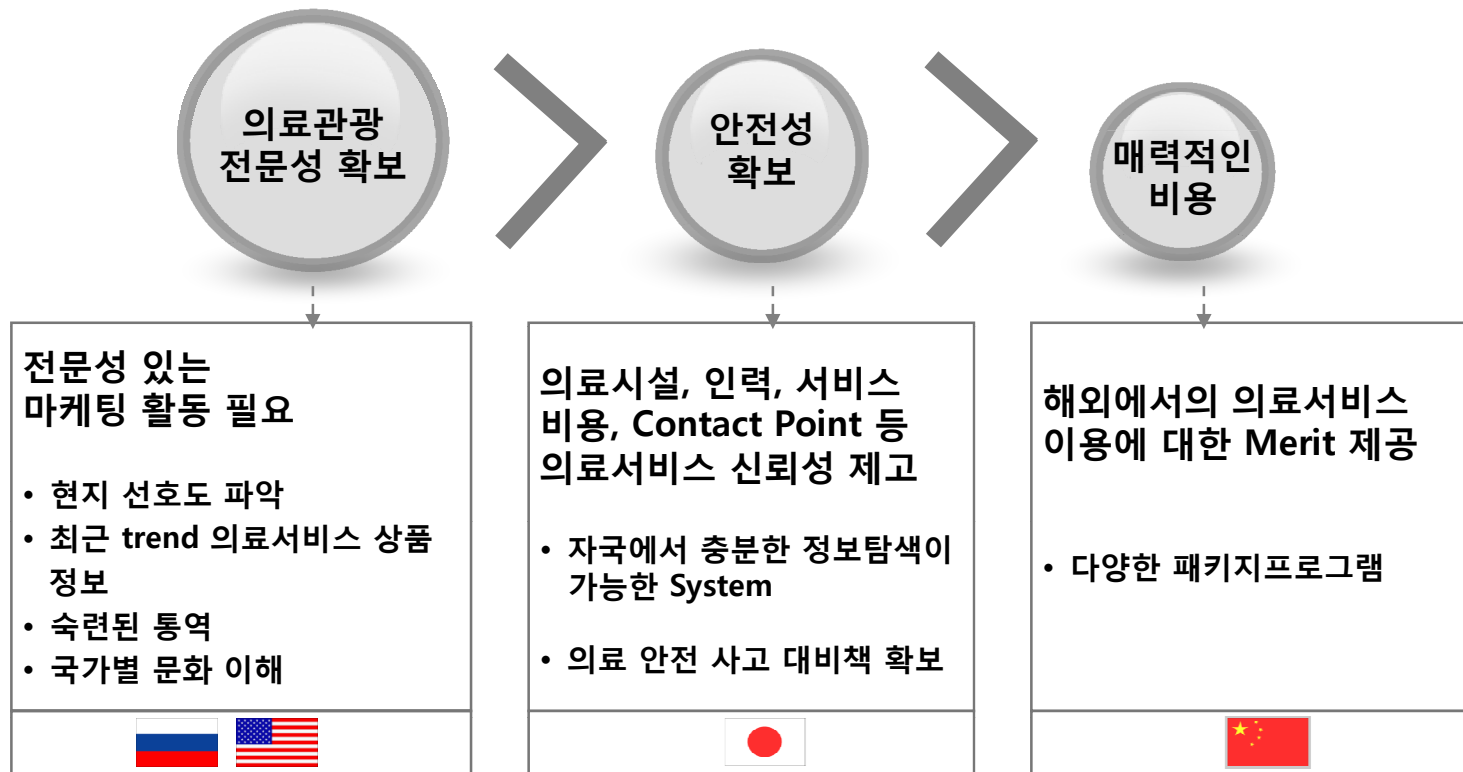 의료관광
전문성 확보
안전성
확보
매력적인
비용
전문성 있는
마케팅 활동 필요
• 현지 선호도 파악
• 최근 trend 의료서비스 상품
정보
• 숙련된 통역
• 국가별 문화 이해
의료시설, 인력, 서비스
비용, Contact Point 등
의료서비스 신뢰성 제고
• 자국에서 충분한 정보탐색이
가능한 System
• 의료 안전 사고 대비책 확보
해외에서의 의료서비스
이용에 대한 Merit 제공
• 다양한 패키지프로그램